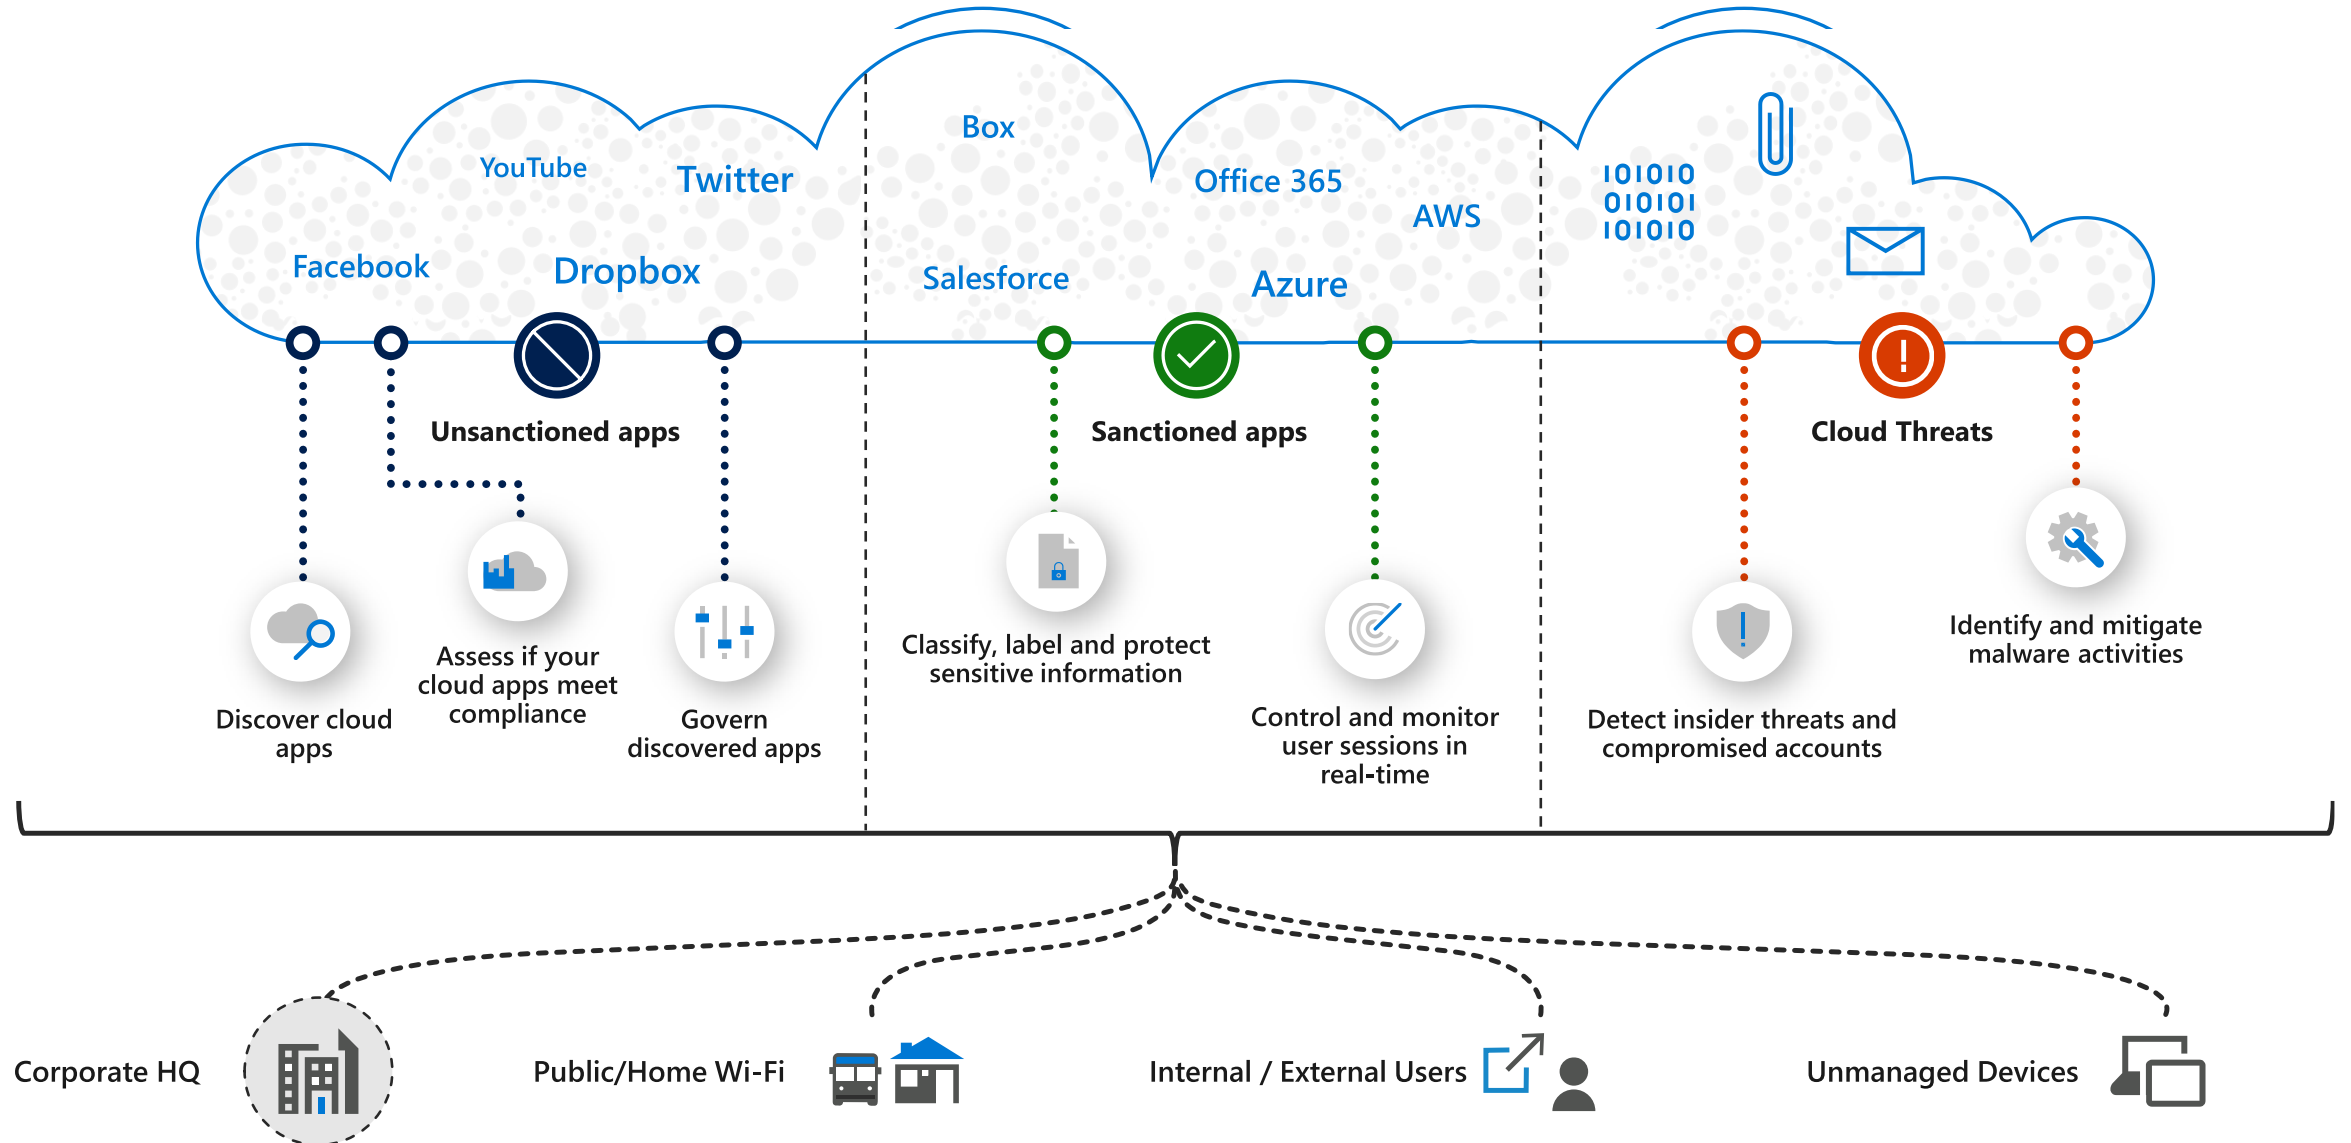 Box
YouTube
Twitter
Office 365
AWS
101010
010101
101010
Facebook
Dropbox
Salesforce
Azure
Unsanctioned apps
Sanctioned apps
Cloud Threats
Discover cloud
apps
Assess if your
cloud apps meet
compliance
Govern
discovered apps
Classify, label and protect
sensitive information
Control and monitor
user sessions in
real-time
Detect insider threats and
compromised accounts
Identify and mitigate
malware activities
Corporate HQ
Public/Home Wi-Fi
Internal / External Users
Unmanaged Devices